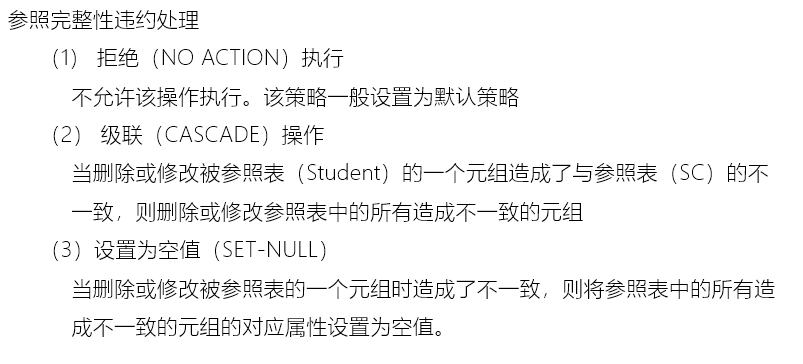 参照完整性违约处理
（1） 拒绝（NO ACTION）执行
不允许该操作执行。该策略一般设置为默认策略
（2） 级联（CASCADE）操作
当删除或修改被参照表（Student）的一个元组造成了与参照表（SC）的不
一致，则删除或修改参照表中的所有造成不一致的元组
（3）设置为空值（SET-NULL）
当删除或修改被参照表的一个元组时造成了不一致，则将参照表中的所有造
成不一致的元组的对应属性设置为空值。